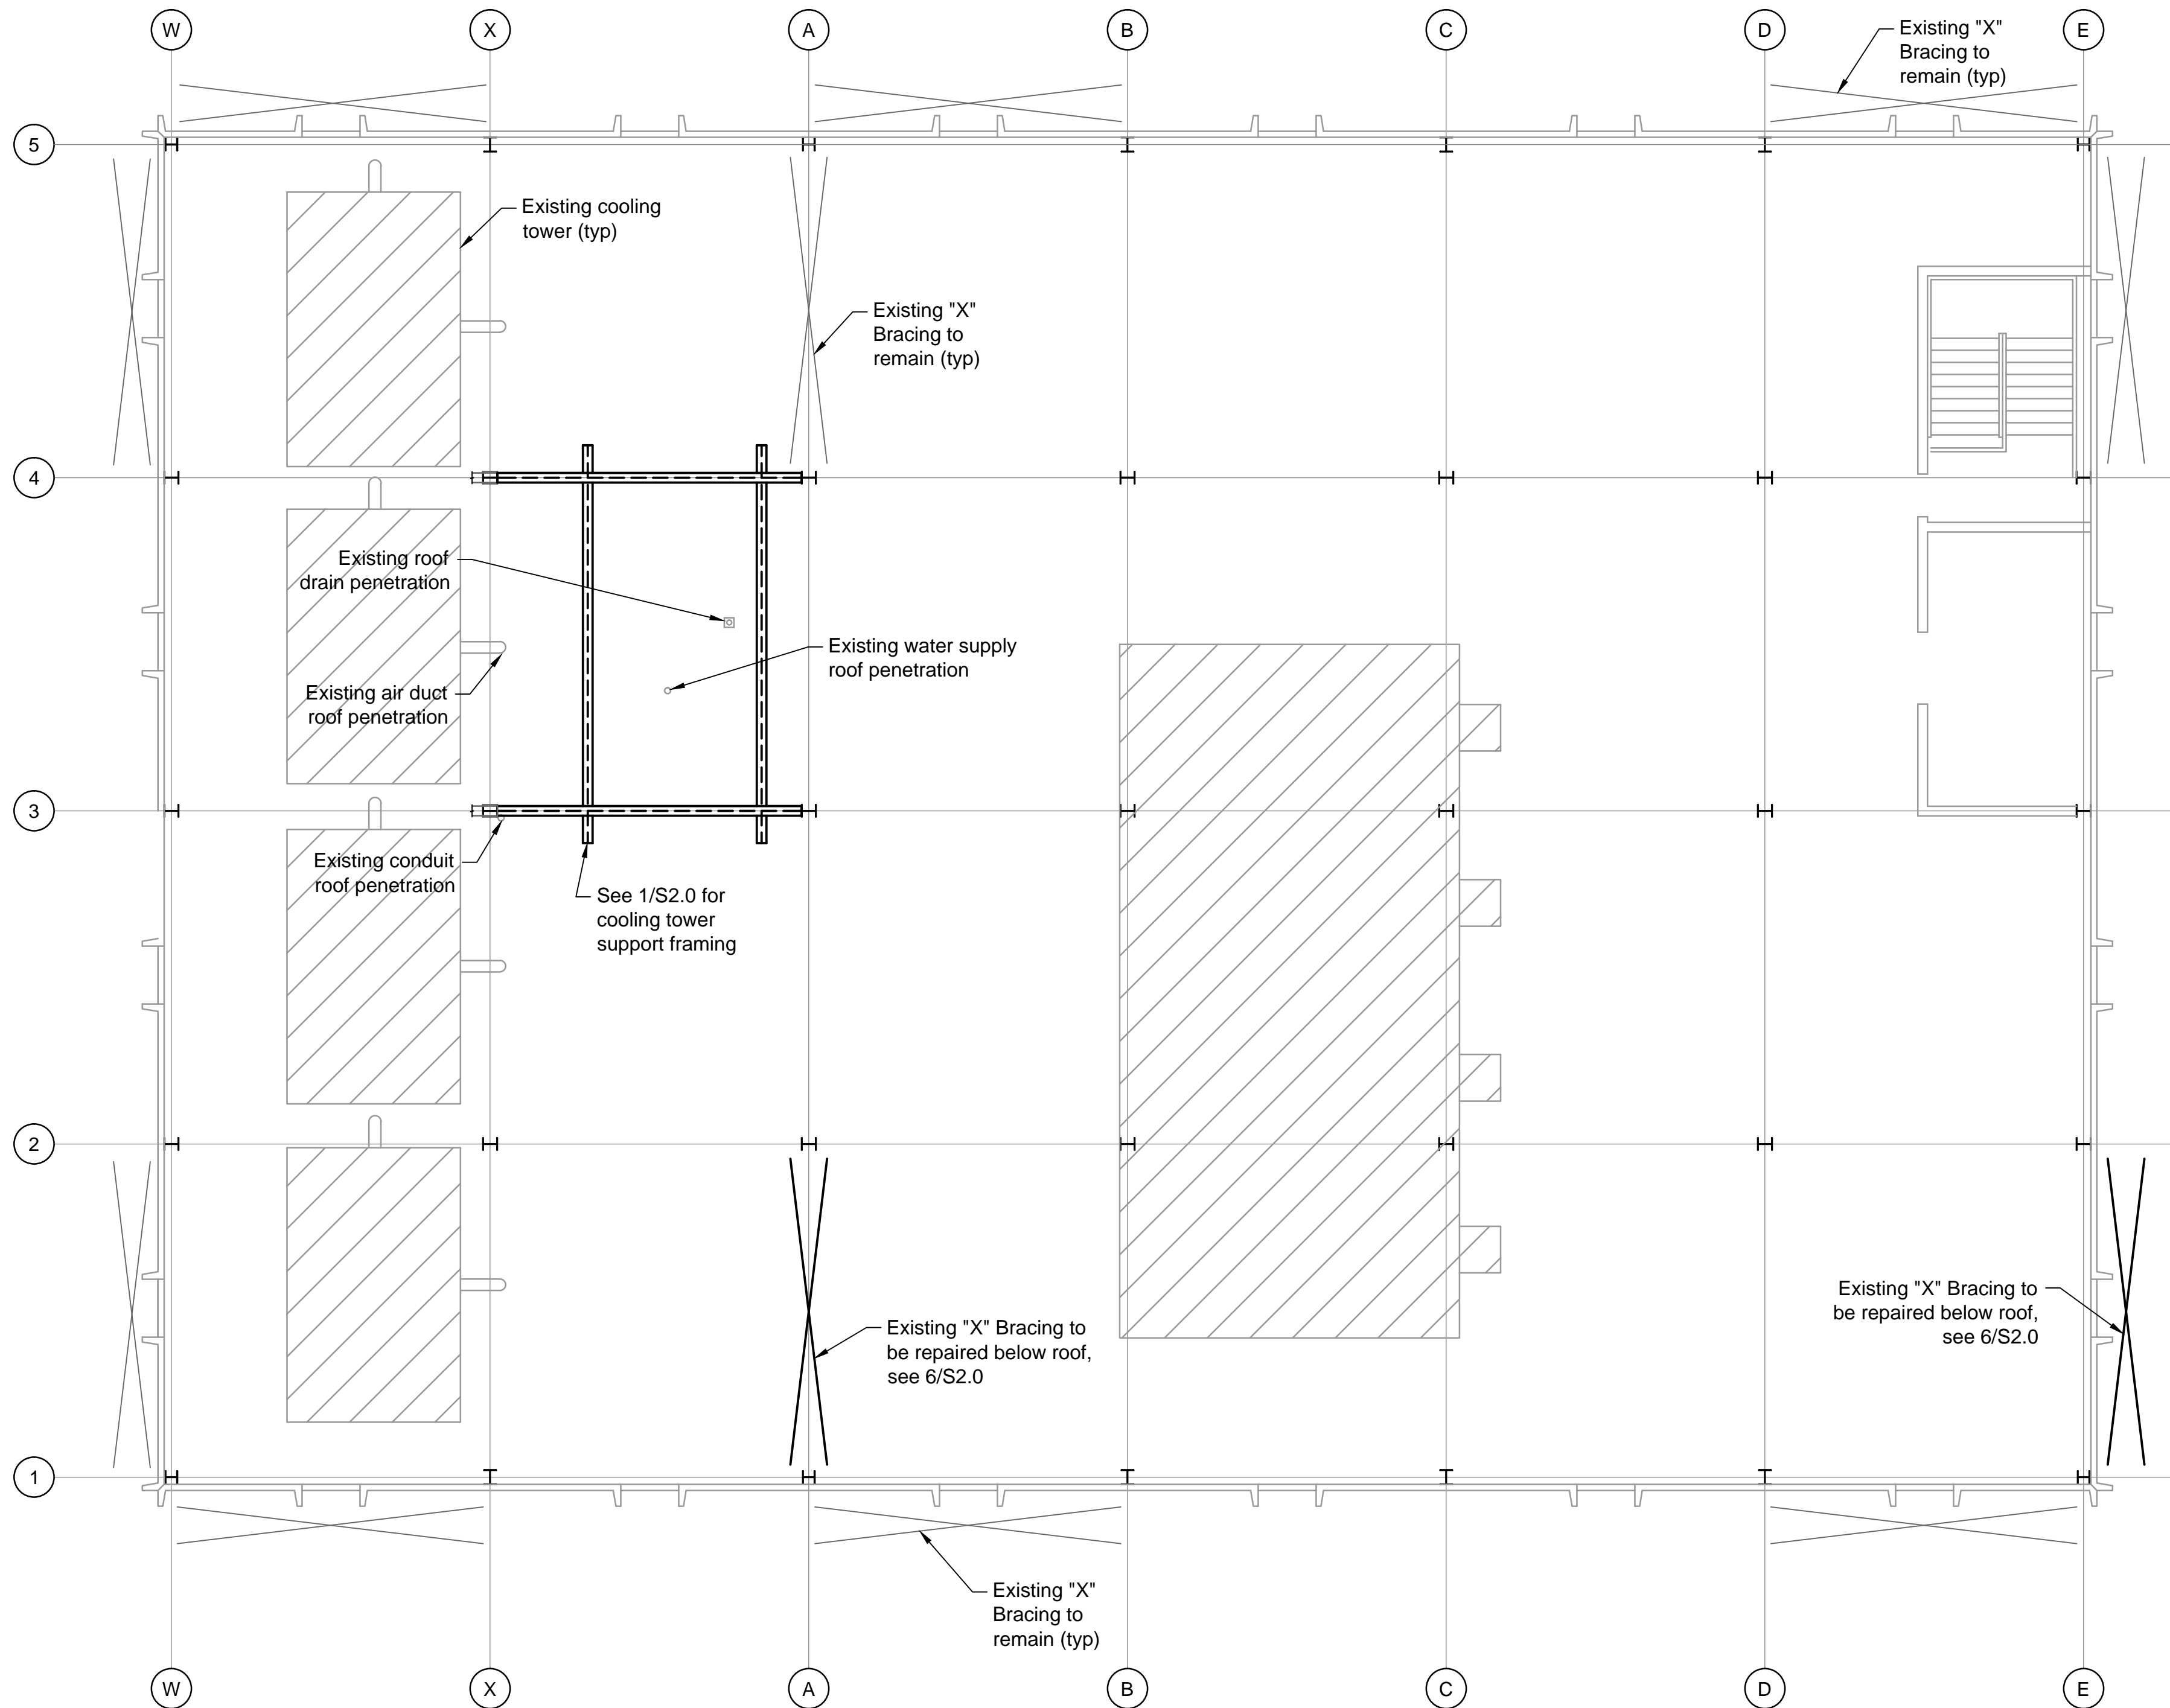 W
X
A
B
C
D
E
Existing "X"
Bracing to
remain (typ)
5
Existing cooling
tower (typ)
Existing "X"
Bracing to
remain (typ)
4
Existing roof
drain penetration
Existing water supply
roof penetration
Existing air duct
roof penetration
3
Existing conduit
roof penetration
See 1/S2.0 for
cooling tower
support framing
2
Existing "X" Bracing to
be repaired below roof,
see 6/S2.0
Existing "X" Bracing to
be repaired below roof,
see 6/S2.0
1
Existing "X"
Bracing to
remain (typ)
W
X
A
B
C
D
E